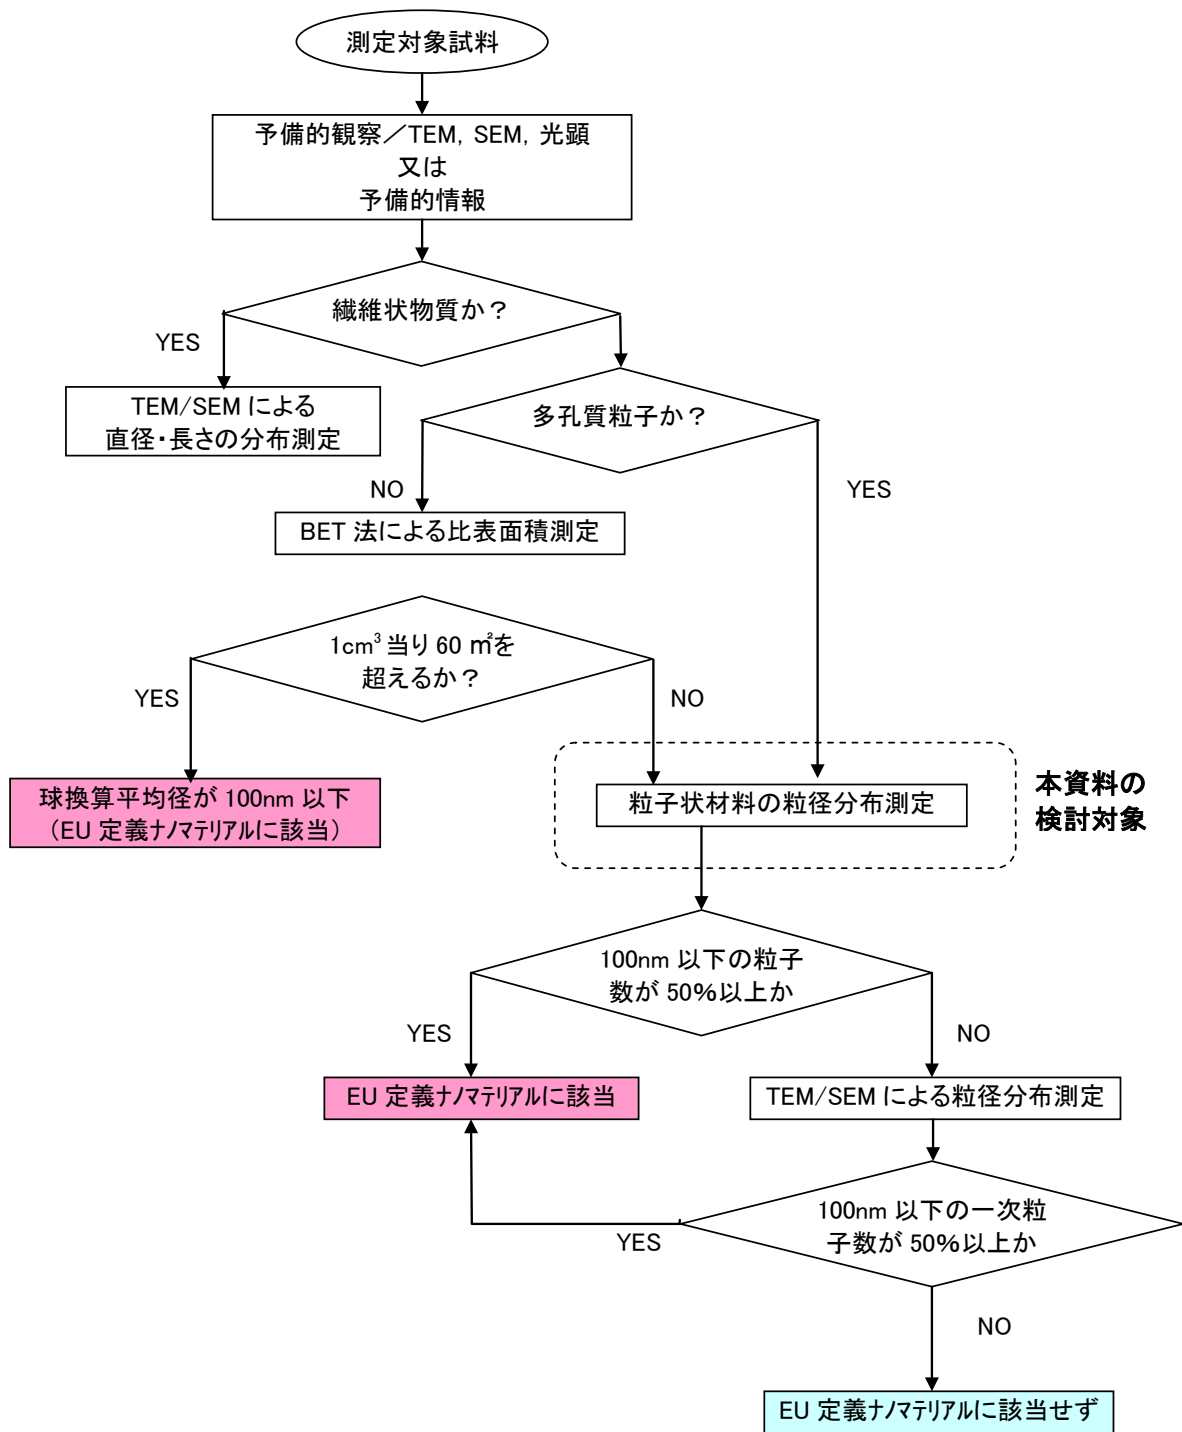 測定対象試料
予備的観察／TEM, SEM, 光顕
又は
予備的情報
繊維状物質か？
YES
TEM/SEM による
直径・長さの分布測定
多孔質粒子か？
NO
YES
BET 法による比表面積測定
1cm³ 当り 60 ㎡を
超えるか？
YES
NO
球換算平均径が 100nm 以下
（EU 定義ナノマテリアルに該当）
粒子状材料の粒径分布測定
本資料の
検討対象
100nm 以下の粒子
数が 50%以上か
YES
NO
EU 定義ナノマテリアルに該当
TEM/SEM による粒径分布測定
100nm 以下の一次粒
子数が 50%以上か
YES
NO
EU 定義ナノマテリアルに該当せず